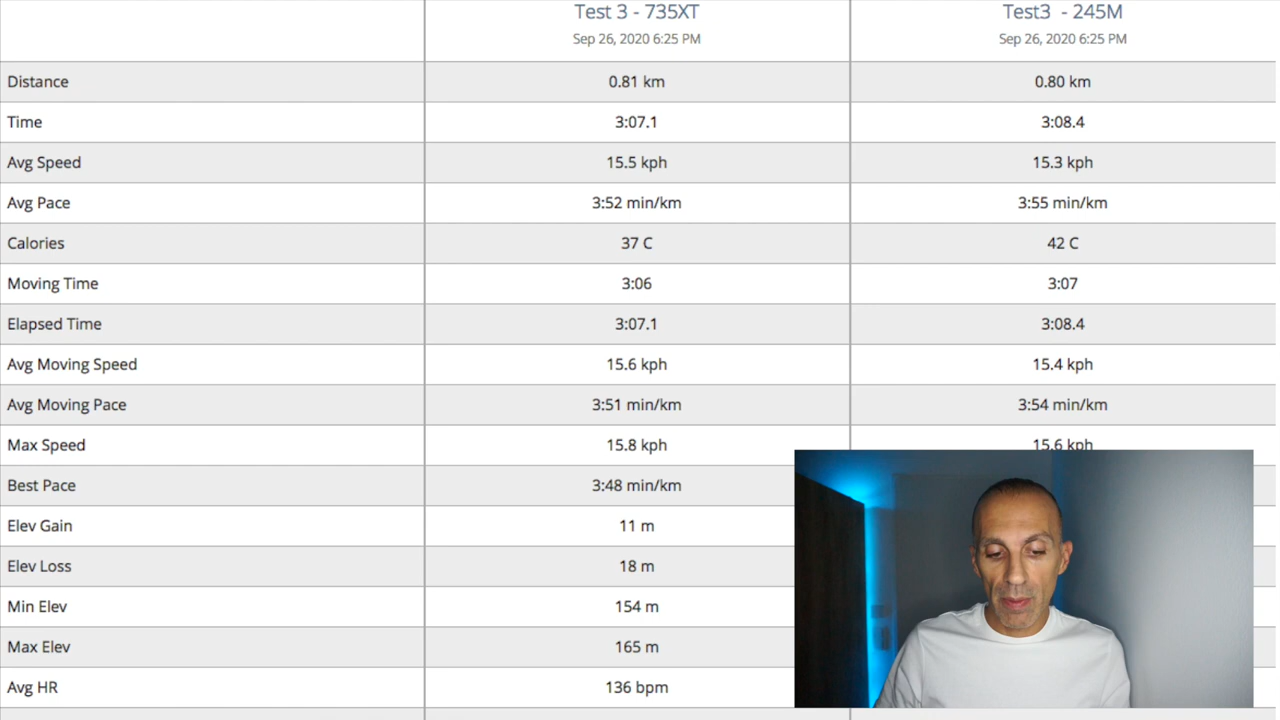 Test 3 - 735XT Test3 - 245M
Sep 26, 2020 6:25 PM Sep 26, 2020 6:25 PM
Distance 0.81 km 0.80 km
Time 3:07.1 3:08.4
Avg Speed 15.5 kph 15.3 kph
Avg Pace 3:52 min/km 3:55 min/km
Calories 37 C 42 C
Moving Time 3:06 3:07
Elapsed Time 3:07.1 3:08.4
Avg Moving Speed 15.6 kph 15.4 kph
Avg Moving Pace 3:51 min/km 3:54 min/km
Max Speed 15.8 kph 15.6 kph
Best Pace 3:48 min/km
Elev Gain 11 m
Elev Loss 18 m
Min Elev 154 m
Max Elev 165 m
Avg HR 136 bpm